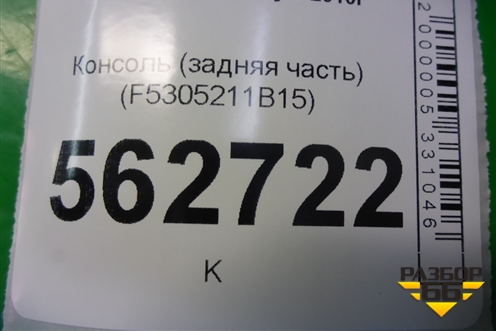 Консоль (задняя часть)
(F5305211B15)
562722
К
2000005331046
РАЗБОР
66